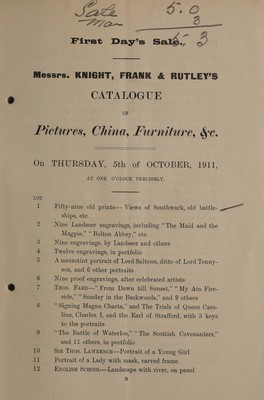 Sale 5.0
Mar 3
First Day's Sale. 5, 3
Messrs. KNIGHT, FRANK & RUTLEY'S
CATALOGUE
OF
Pictures, China, Furniture, &c.
On THURSDAY, 5th of OCTOBER, 1911,
AT ONE O'CLOCK PRECISELY.
LOT
1 Fifty-nine old prints—Views of Southwark, old battle-
ships, etc.
2 Nine Landseer engravings, including "The Maid and the
Magpie," "Bolton Abbey," etc.
3 Nine engravings, by Landseer and others
4 Twelve engravings, in portfolio
5 A mezzotint portrait of Lord Saltoun, ditto of Lord Tenny-
son, and 6 other portraits
6 Nine proof engravings, after celebrated artists
7 THOS. FAED—"From Dawn till Sunset," "My Ain Fire-
side," "Sunday in the Backwoods," and 9 others
8 "Signing Magna Charta," and The Trials of Queen Caro-
line, Charles I, and the Earl of Strafford, with 3 keys
to the portraits
9 "The Battle of Waterloo," "The Scottish Covenanters,"
and 11 others, in portfolio
10 SIR THOS. LAWRENCE—Portrait of a Young Girl
11 Portrait of a Lady with mask, carved frame
12 ENGLISH SCHOOL—Landscape with river, on panel